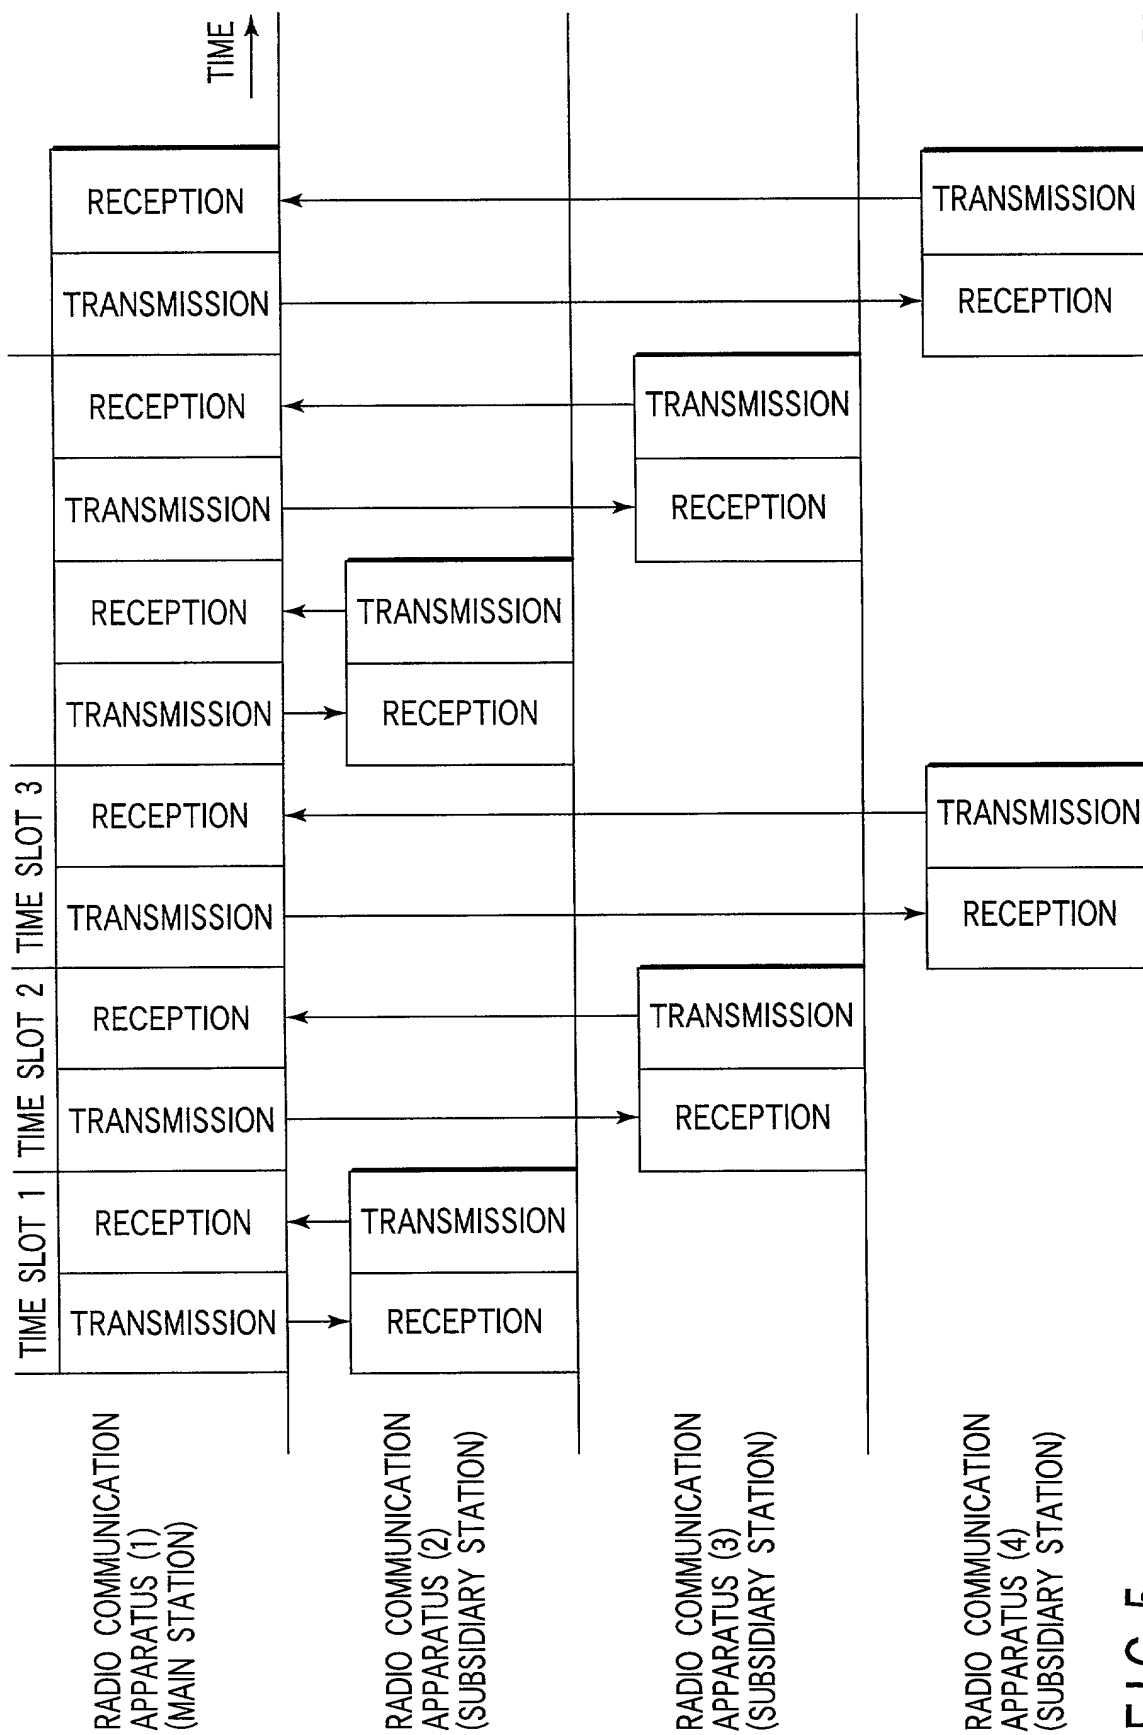 TIME
TIME SLOT 1
TIME SLOT 2
TIME SLOT 3
RADIO COMMUNICATION
APPARATUS (1)
(MAIN STATION)
TRANSMISSION
RECEPTION
TRANSMISSION
RECEPTION
TRANSMISSION
RECEPTION
TRANSMISSION
RECEPTION
TRANSMISSION
RECEPTION
TRANSMISSION
RECEPTION
RADIO COMMUNICATION
APPARATUS (2)
(SUBSIDIARY STATION)
RECEPTION
TRANSMISSION
RECEPTION
TRANSMISSION
RADIO COMMUNICATION
APPARATUS (3)
(SUBSIDIARY STATION)
RECEPTION
TRANSMISSION
RECEPTION
TRANSMISSION
RADIO COMMUNICATION
APPARATUS (4)
(SUBSIDIARY STATION)
RECEPTION
TRANSMISSION
RECEPTION
TRANSMISSION
FIG. 5